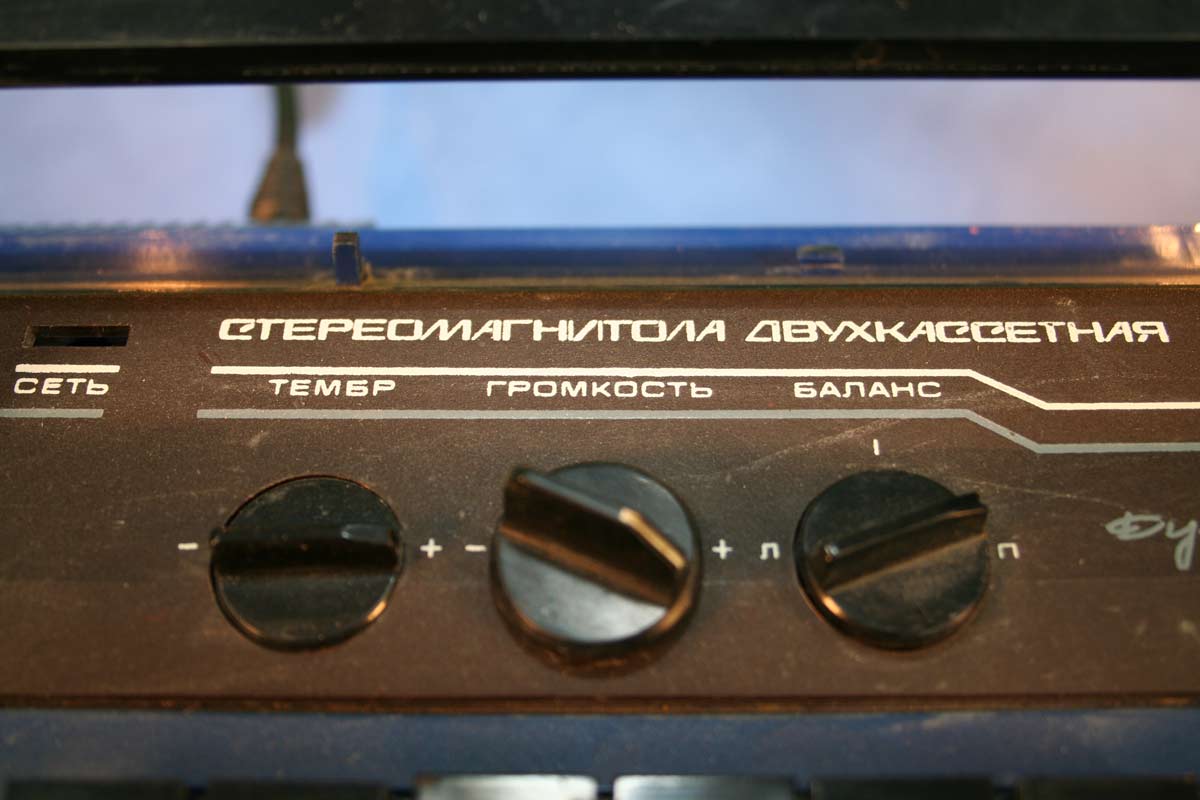 СТЕРЕОМАГНИТОЛА ДВУХКАССЕТНАЯ
СЕТЬ ТЕМБР ГРОМКОСТЬ БАЛАНС
- + - + Л П